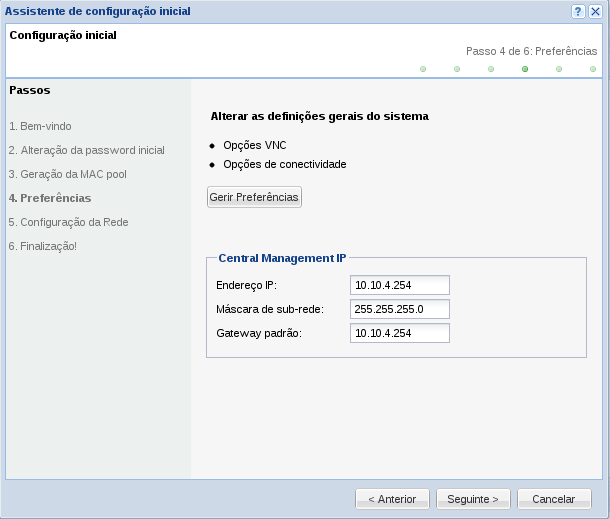 Assistente de configuração inicial
Configuração inicial
Passo 4 de 6: Preferências
Passos
1. Bem-vindo
2. Alteração da password inicial
3. Geração da MAC pool
4. Preferências
5. Configuração da Rede
6. Finalização!
Alterar as definições gerais do sistema
• Opções VNC
• Opções de conectividade
Gerir Preferências
Central Management IP
Endereço IP: 10.10.4.254
Máscara de sub-rede: 255.255.255.0
Gateway padrão: 10.10.4.254
< Anterior Seguinte > Cancelar